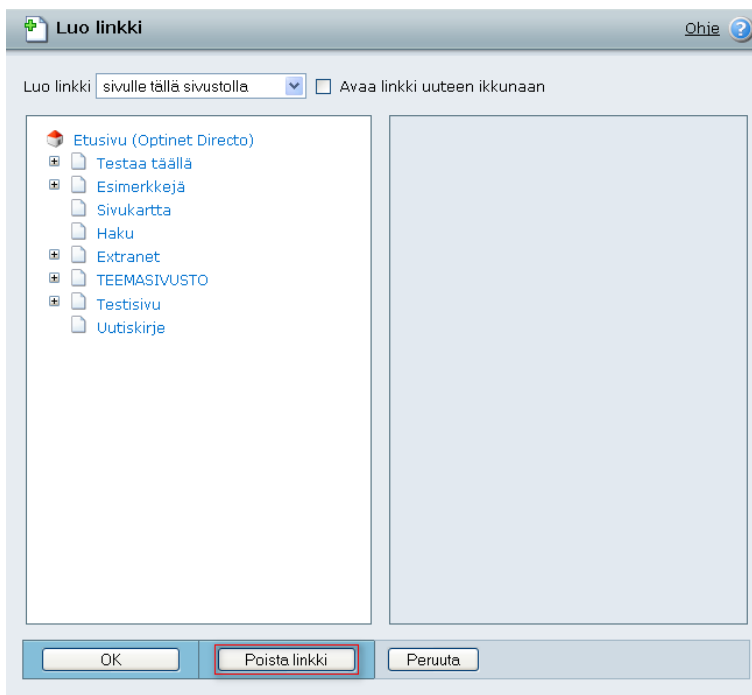 Luo linkki Ohje
Luo linkki sivulle tällä sivustolla Avaa linkki uuteen ikkunaan
Etusivu (Optinet Directo)
Testaa täällä
Esimerkkejä
Sivukartta
Haku
Extranet
TEEMASIVUSTO
Testisivu
Uutiskirje
OK Poista linkki Peruuta